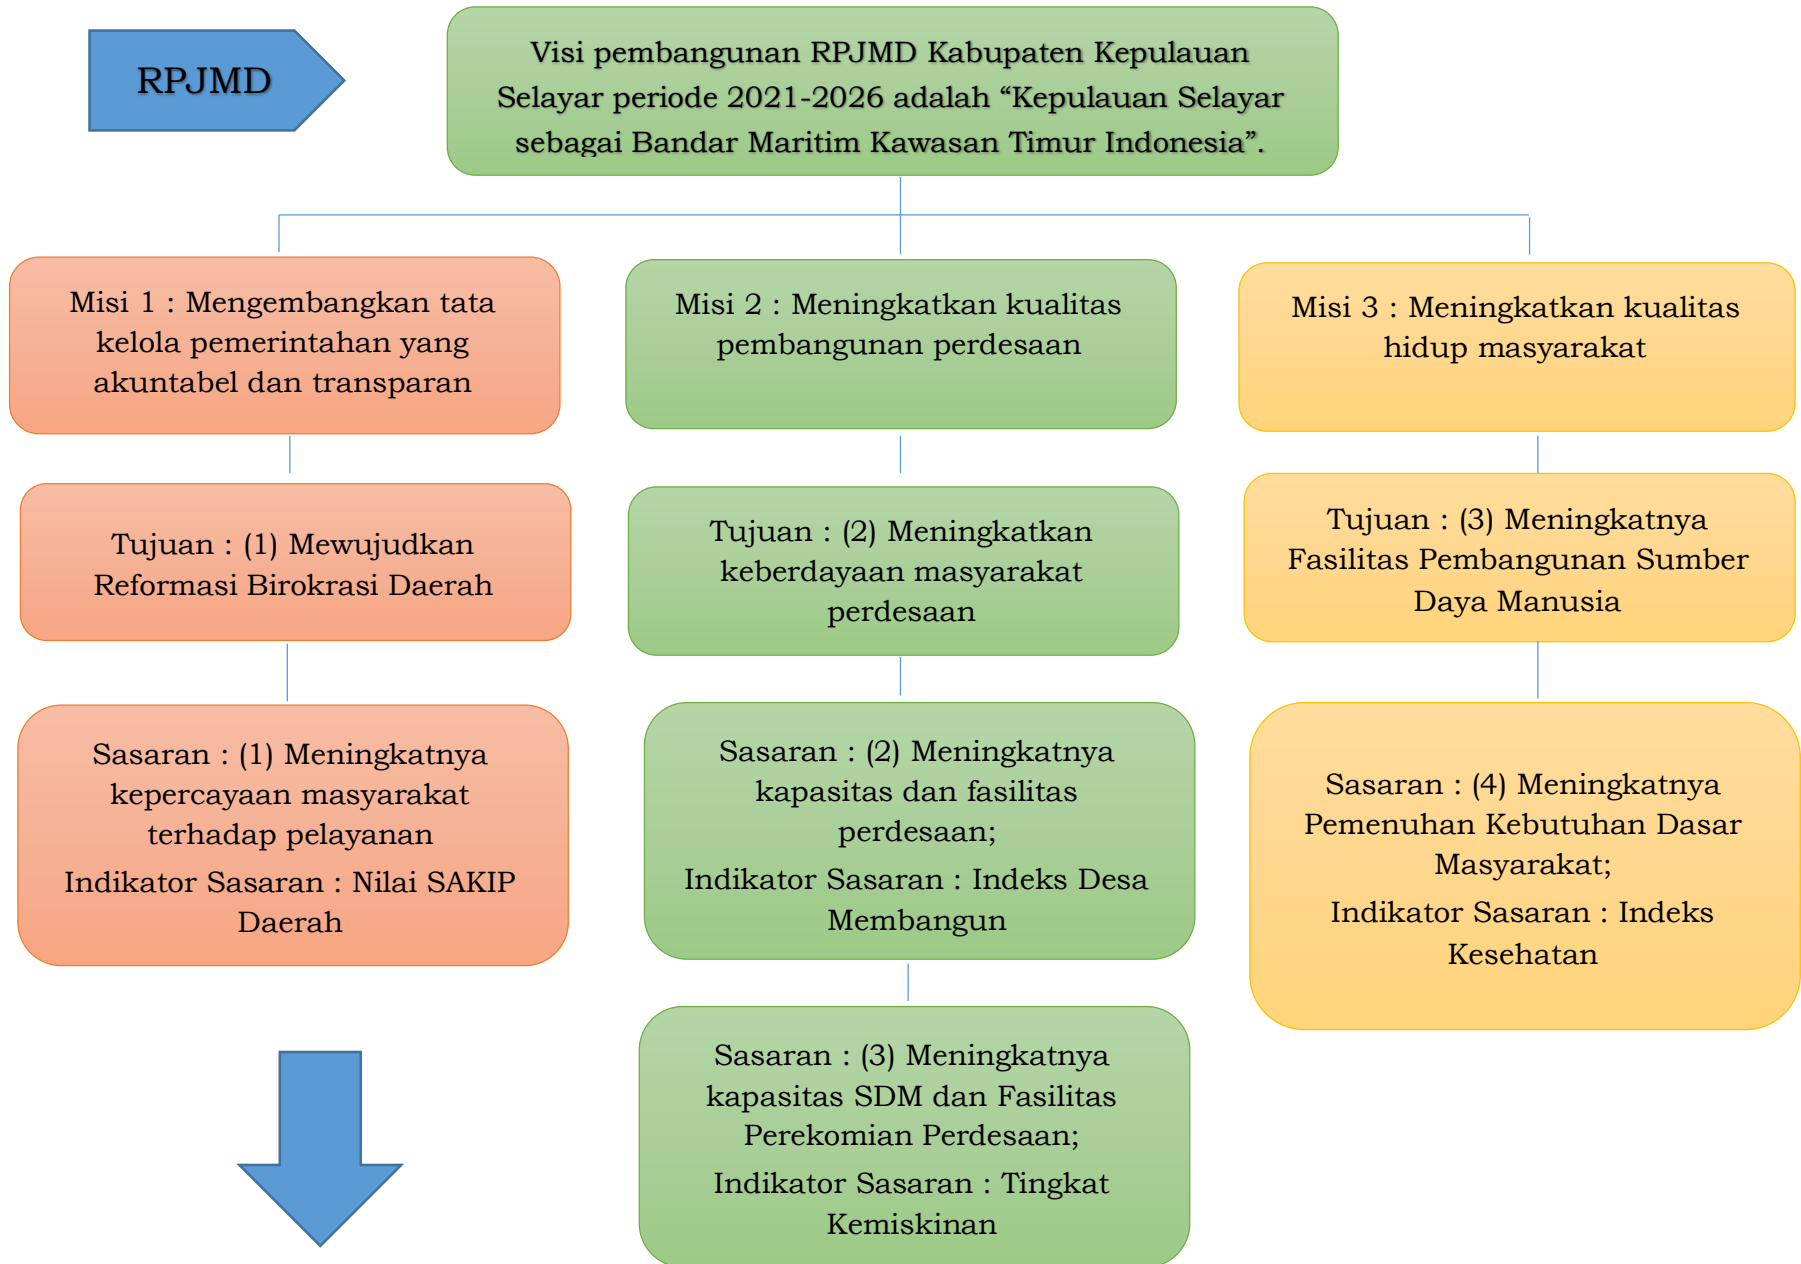 RPJMD
Visi pembangunan RPJMD Kabupaten Kepulauan
Selayar periode 2021-2026 adalah “Kepulauan Selayar
sebagai Bandar Maritim Kawasan Timur Indonesia”.
Misi 1 : Mengembangkan tata
kelola pemerintahan yang
akuntabel dan transparan
Misi 2 : Meningkatkan kualitas
pembangunan perdesaan
Misi 3 : Meningkatkan kualitas
hidup masyarakat
Tujuan : (1) Mewujudkan
Reformasi Birokrasi Daerah
Tujuan : (2) Meningkatkan
keberdayaan masyarakat
perdesaan
Tujuan : (3) Meningkatnya
Fasilitas Pembangunan Sumber
Daya Manusia
Sasaran : (1) Meningkatnya
kepercayaan masyarakat
terhadap pelayanan
Indikator Sasaran : Nilai SAKIP
Daerah
Sasaran : (2) Meningkatnya
kapasitas dan fasilitas
perdesaan;
Indikator Sasaran : Indeks Desa
Membangun
Sasaran : (4) Meningkatnya
Pemenuhan Kebutuhan Dasar
Masyarakat;
Indikator Sasaran : Indeks
Kesehatan
Sasaran : (3) Meningkatnya
kapasitas SDM dan Fasilitas
Perekomian Perdesaan;
Indikator Sasaran : Tingkat
Kemiskinan